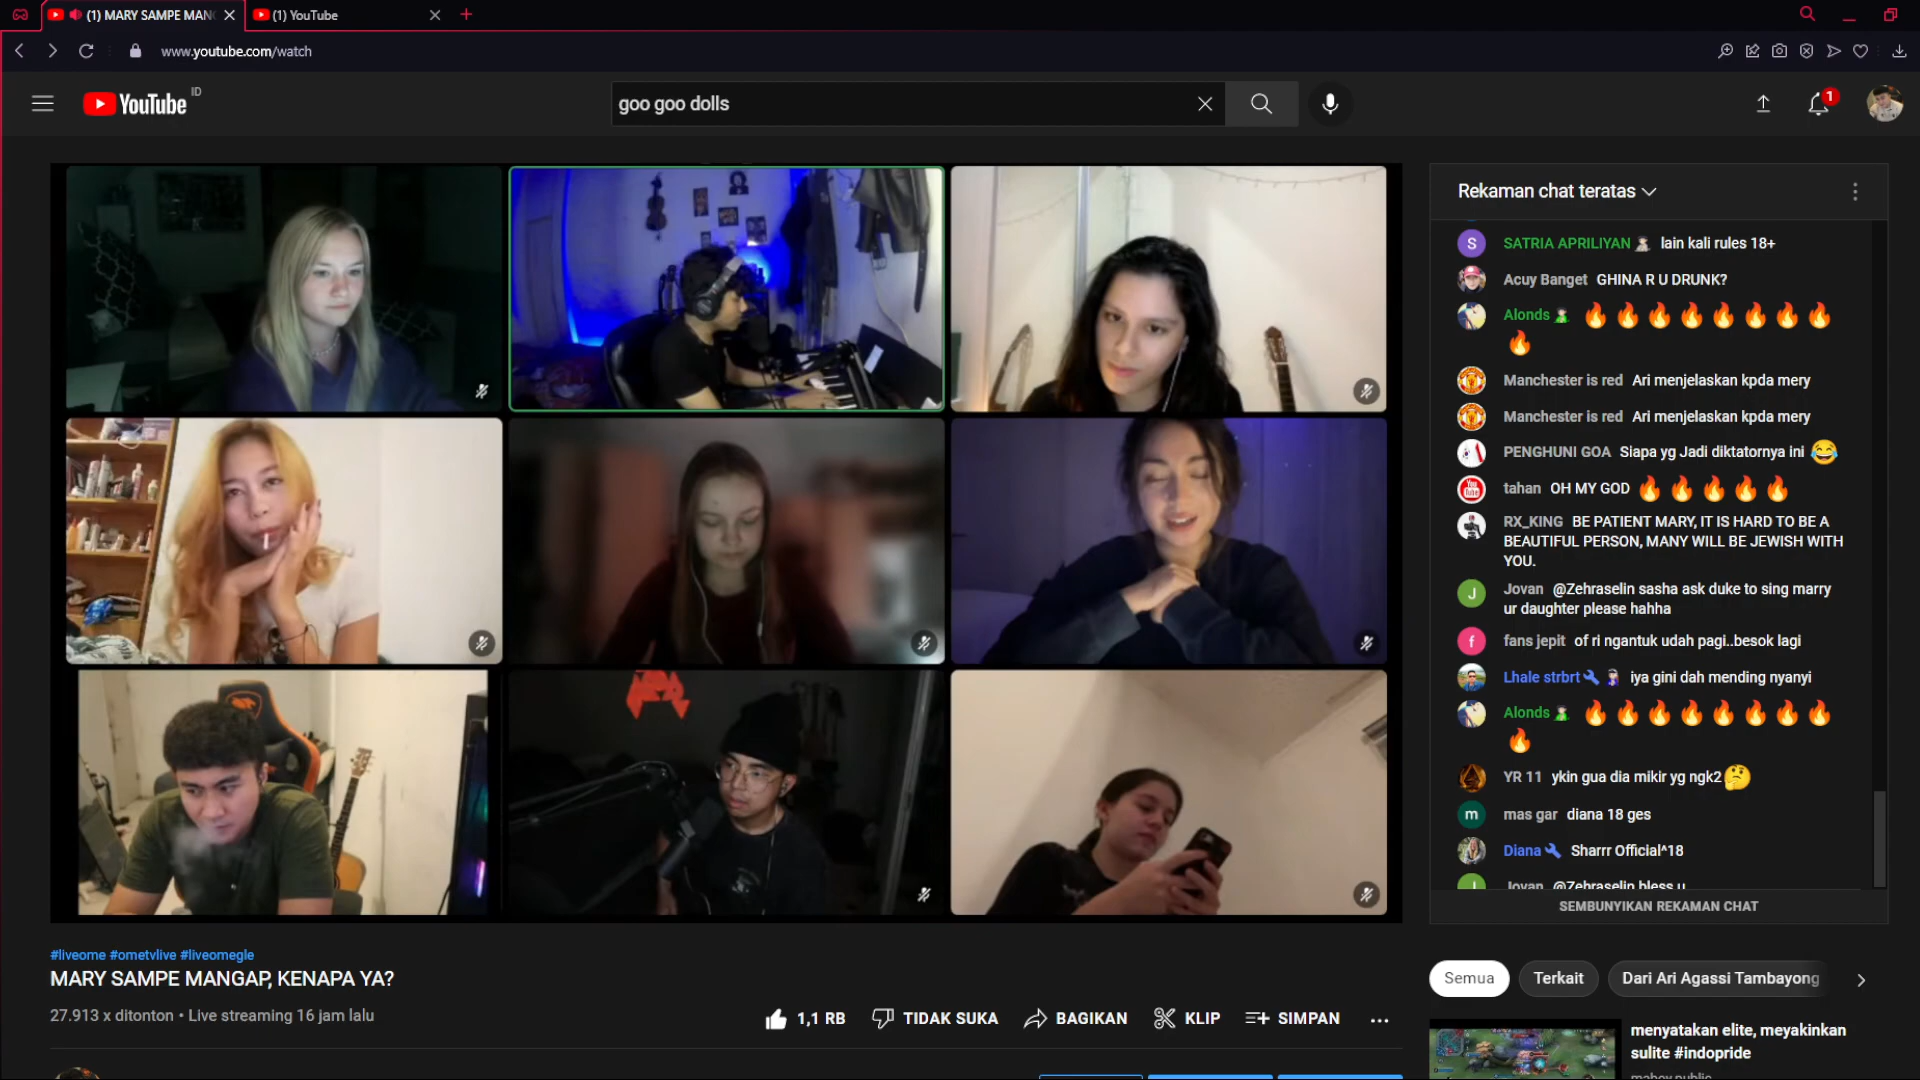 (1) MARY SAMPE MANG
(1) YouTube
www.youtube.com/watch
YouTube ID
goo goo dolls
1
Rekaman chat teratas
S SATRIA APRILIYAN lain kali rules 18+
Acuy Banget GHINA R U DRUNK?
Alonds 🔥🔥🔥🔥🔥🔥🔥🔥
🔥
Manchester is red Ari menjelaskan kpda mery
Manchester is red Ari menjelaskan kpda mery
PENGHUNI GOA SIapa yg Jadi diktatornya ini 😂
tahan OH MY GOD 🔥🔥🔥🔥🔥
RX_KING BE PATIENT MARY, IT IS HARD TO BE A
BEAUTIFUL PERSON, MANY WILL BE JEWISH WITH
YOU.
J Jovan @Zehraselin sasha ask duke to sing marry
ur daughter please hahha
f fans jepit of ri ngantuk udah pagi..besok lagi
Lhale strbrt iya gini dah mending nyanyi
Alonds 🔥🔥🔥🔥🔥🔥🔥🔥
🔥
YR 11 ykin gua dia mikir yg ngk2🤔
m mas gar diana 18 ges
Diana Sharrr Official^18
Jovan @Zehraselin bless u
SEMBUNYIKAN REKAMAN CHAT
#liveome #ometvlive #liveomegle
MARY SAMPE MANGAP, KENAPA YA?
27.913 x ditonton • Live streaming 16 jam lalu
1,1 RB TIDAK SUKA BAGIKAN KLIP SIMPAN
Semua Terkait Dari Ari Agassi Tambayong
menyatakan elite, meyakinkan
sulite #indopride